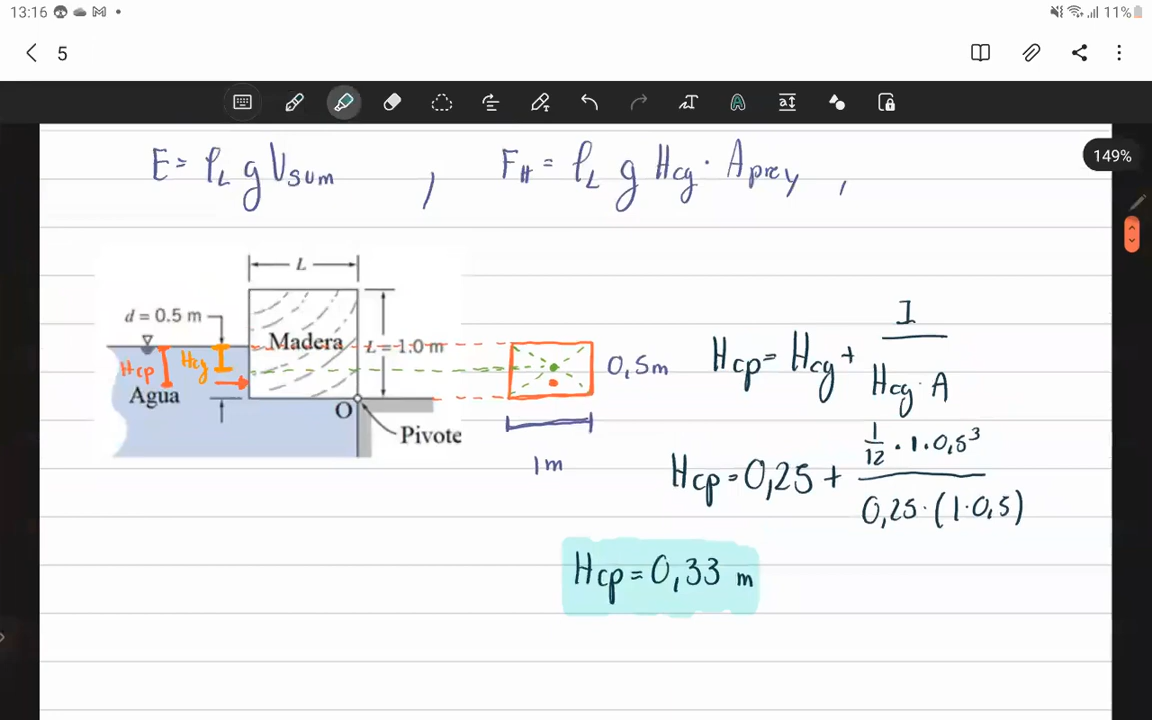 13:16
11%
5
149%
E = ρL g Vsum , FH = ρL g Hcg · Aproy ,
L
d = 0.5 m
Madera
L = 1.0 m
Hcp
Hcg
Agua
O
Pivote
0,5m
1m
Hcp = Hcg + I / Hcg · A
Hcp = 0,25 + 1/12 · 1 · 0,5³ / 0,25 · (1 · 0,5)
Hcp = 0,33 m